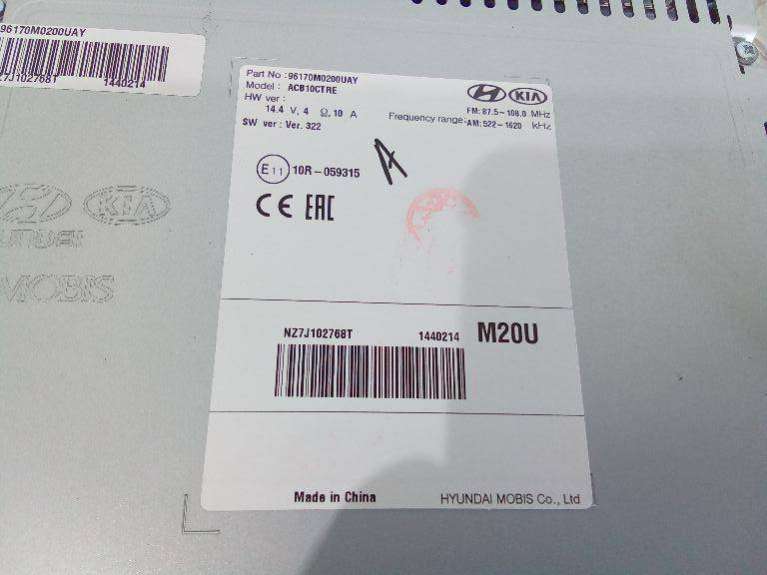 96170M0200UAY
NZ7J102768T 1440214
Part No :96170M0200UAY
Model : ACB10CTRE
HW ver :
14.4 V, 4 Ω, 10 A
SW ver : Ver. 322
HYUNDAI KIA
Frequency range: FM: 87.5~108.0 MHz
AM: 522~1620 kHz
E11 10R-059315
A
CE EAC
KIA
HYUNDAI
MOBIS
NZ7J102768T 1440214 M20U
Made in China HYUNDAI MOBIS Co., Ltd